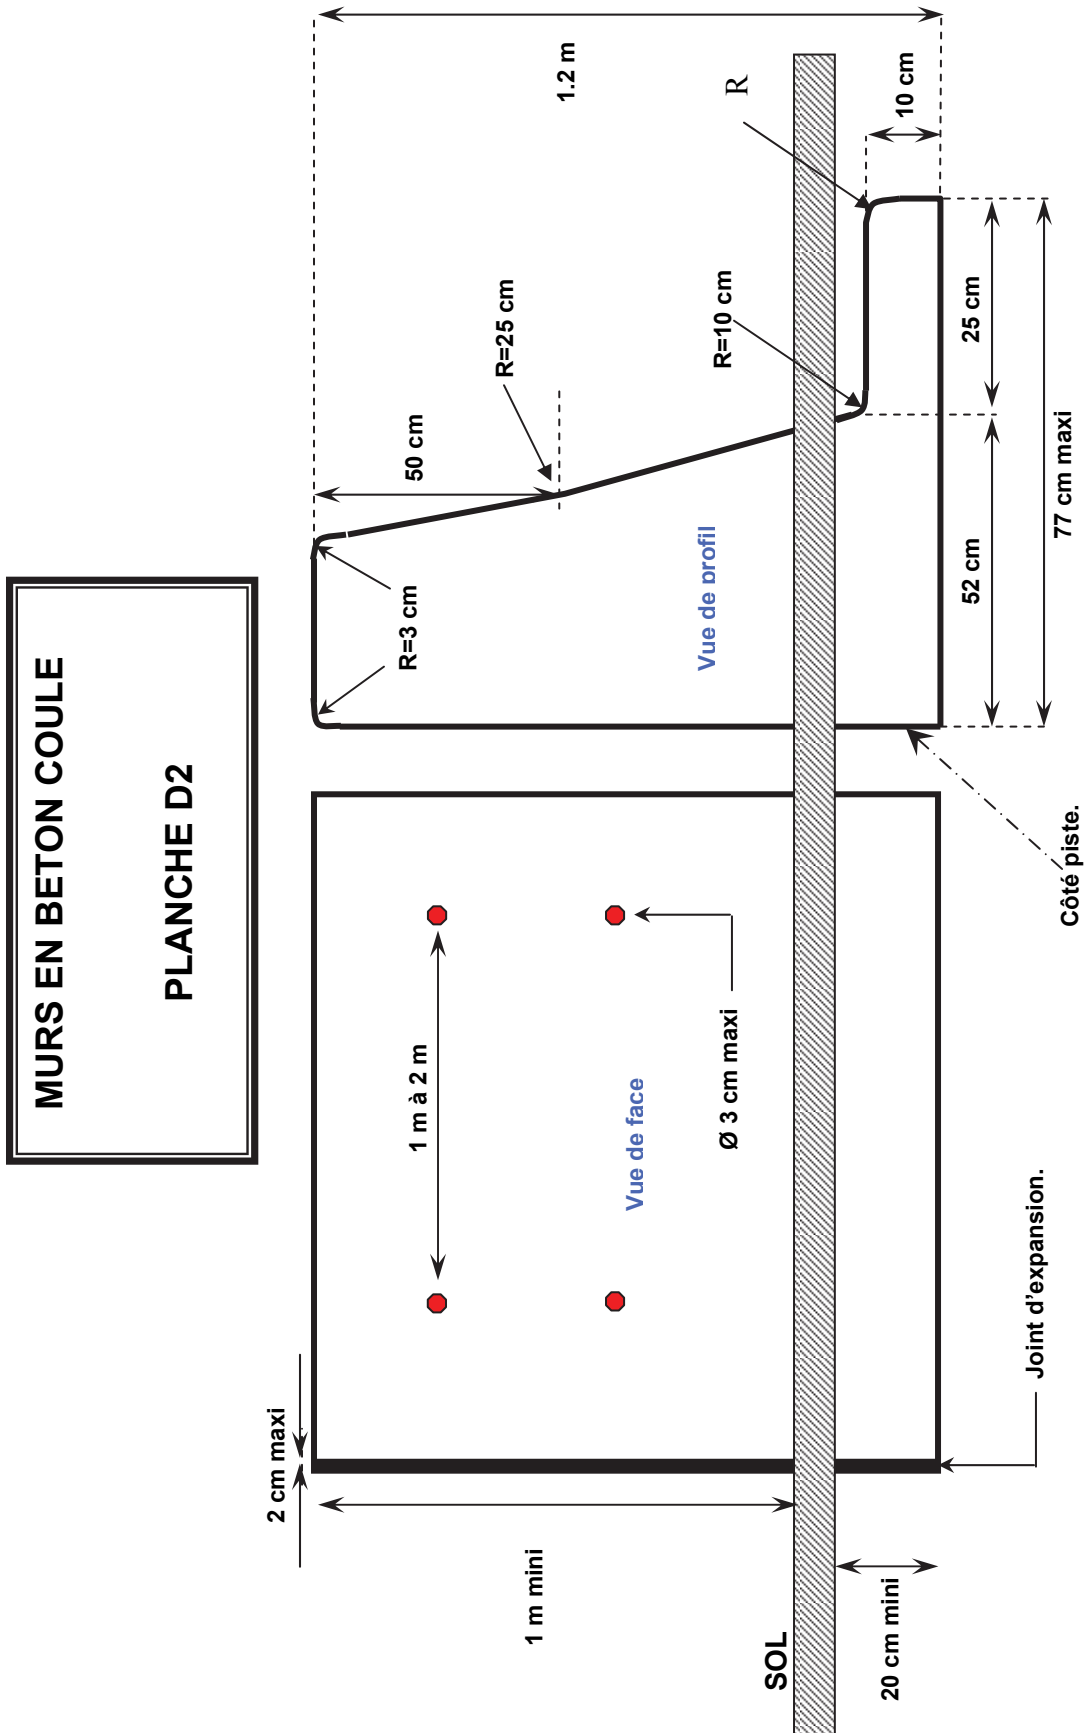 MURS EN BETON COULE
PLANCHE D2
2 cm maxi
1 m à 2 m
R=3 cm
50 cm
R=25 cm
1.2 m
1 m mini
Vue de face
Ø 3 cm maxi
Vue de profil
R=10 cm
R
SOL
20 cm mini
10 cm
52 cm
25 cm
Joint d’expansion.
Côté piste.
77 cm maxi